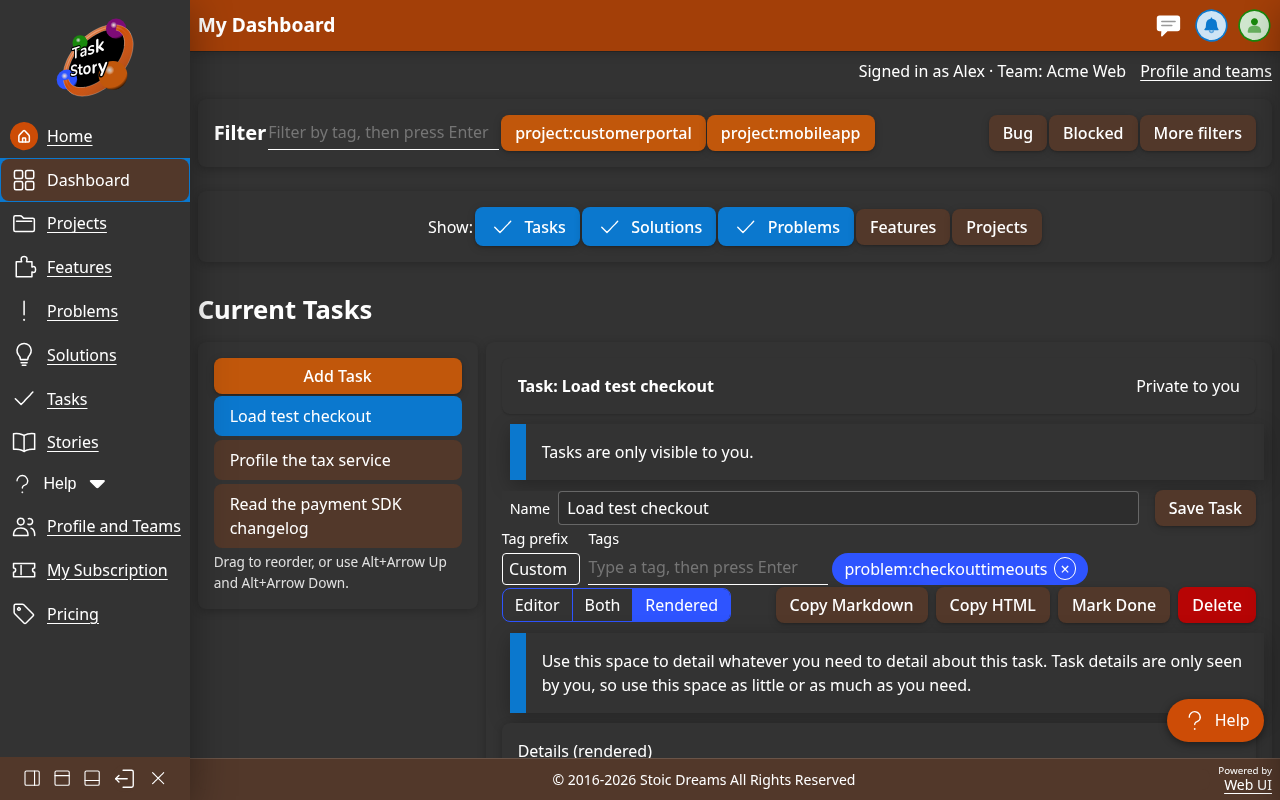 Task
Story
Home
Dashboard
Projects
Features
Problems
Solutions
Tasks
Stories
Help
Profile and Teams
My Subscription
Pricing
My Dashboard
Signed in as Alex · Team: Acme Web Profile and teams
Filter Filter by tag, then press Enter project:customerportal project:mobileapp Bug Blocked More filters
Show: Tasks Solutions Problems Features Projects
Current Tasks
Add Task
Load test checkout
Profile the tax service
Read the payment SDK
changelog
Drag to reorder, or use Alt+Arrow Up
and Alt+Arrow Down.
Task: Load test checkout Private to you
Tasks are only visible to you.
Name Load test checkout Save Task
Tag prefix Tags
Custom Type a tag, then press Enter problem:checkouttimeouts
Editor Both Rendered Copy Markdown Copy HTML Mark Done Delete
Use this space to detail whatever you need to detail about this task. Task details are only seen
by you, so use this space as little or as much as you need.
Help
Details (rendered)
© 2016-2026 Stoic Dreams All Rights Reserved
Powered by
Web UI